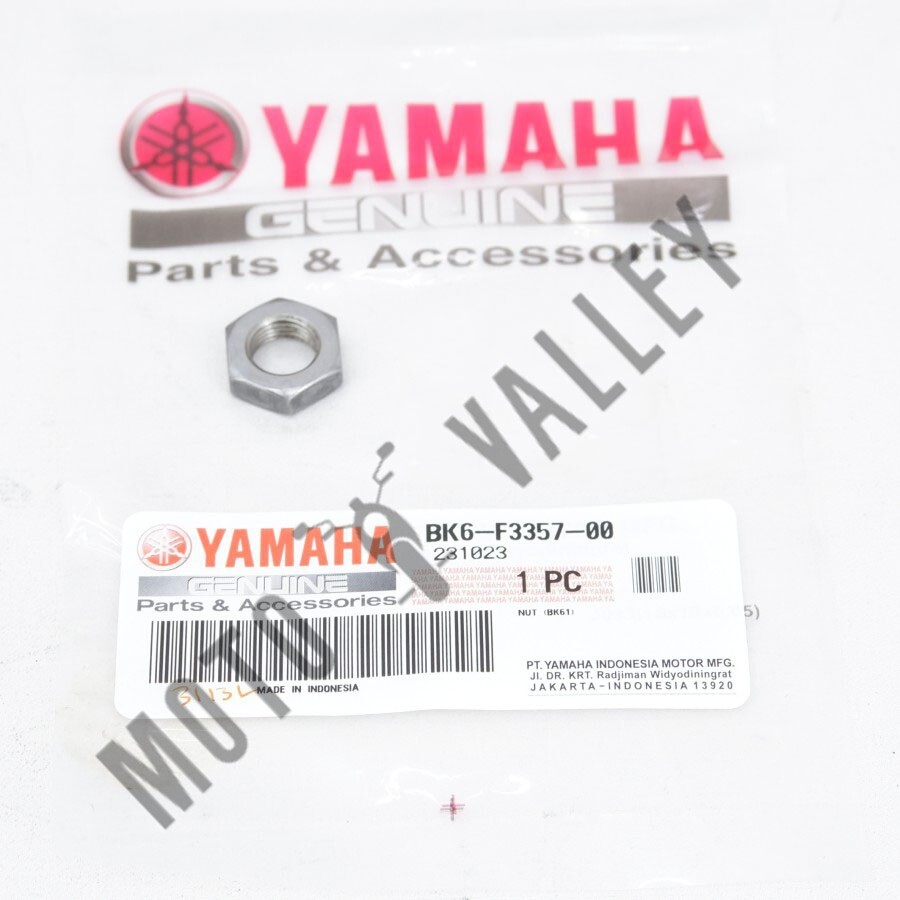 YAMAHA
GENUINE
Parts & Accessories
MOTO VALLEY
YAMAHA
GENUINE
Parts & Accessories
BK6-F3357-00
231023
1 PC
NUT (BK61)
MADE IN INDONESIA
PT. YAMAHA INDONESIA MOTOR MFG.
Jl. DR. KRT. Radjiman Widyodiningrat
JAKARTA-INDONESIA 13920